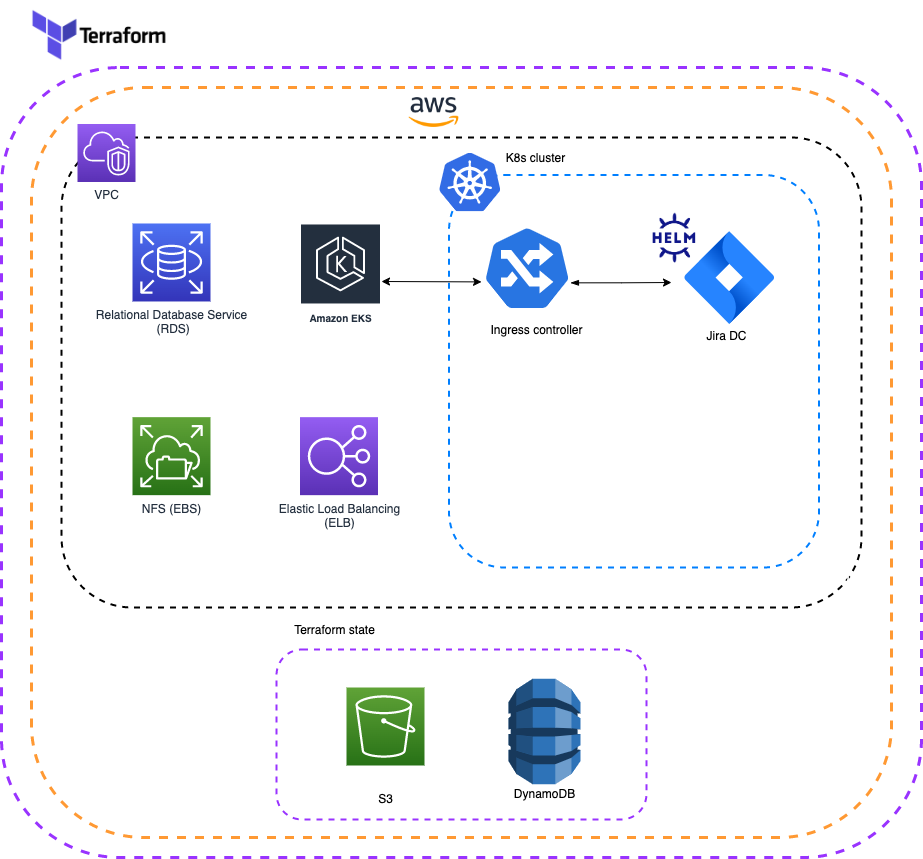 Terraform
aws
K8s cluster
VPC
HELM
Relational Database Service
(RDS)
Amazon EKS
K
Ingress controller
Jira DC
NFS (EBS)
Elastic Load Balancing
(ELB)
Terraform state
S3
DynamoDB